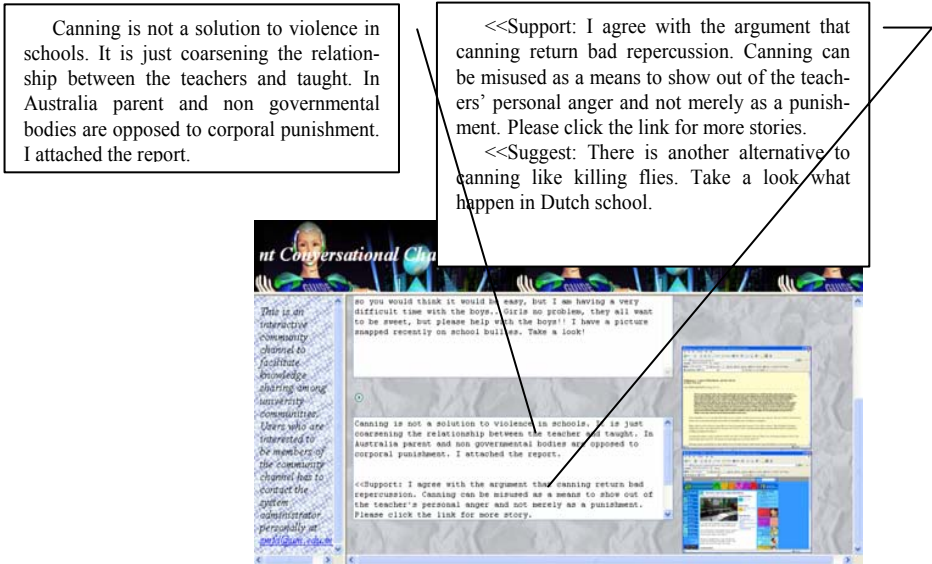 Canning is not a solution to violence in
schools. It is just coarsening the relation-
ship between the teachers and taught. In
Australia parent and non governmental
bodies are opposed to corporal punishment.
I attached the report.
<<Support: I agree with the argument that
canning return bad repercussion. Canning can
be misused as a means to show out of the teach-
ers' personal anger and not merely as a punish-
ment. Please click the link for more stories.
<<Suggest: There is another alternative to
canning like killing flies. Take a look what
happen in Dutch school.
nt Conversational Cha
GUIDE
GUIDE
This is an
interactive
community
channel to
facilitate
knowledge
sharing among
university
communities.
Users who are
interested to
be members of
the community
channel has to
contact the
system
administrator
personally at
so you would think it would be easy, but I am having a very
difficult time with the boys.. Girls no problem, they all want
to be sweet, but please help with the boys!! I have a picture
snapped recently on school bullies. Take a look!
Canning is not a solution to violence in schools. It is just
coarsening the relationship between the teacher and taught. In
Australia parent and non governmental bodies are opposed to
corporal punishment. I attached the report.
<<Support: I agree with the argument that canning return bad
repercussion. Canning can be misused as a means to show out of
the teacher's personal anger and not merely as a punishment.
Please click the link for more story.